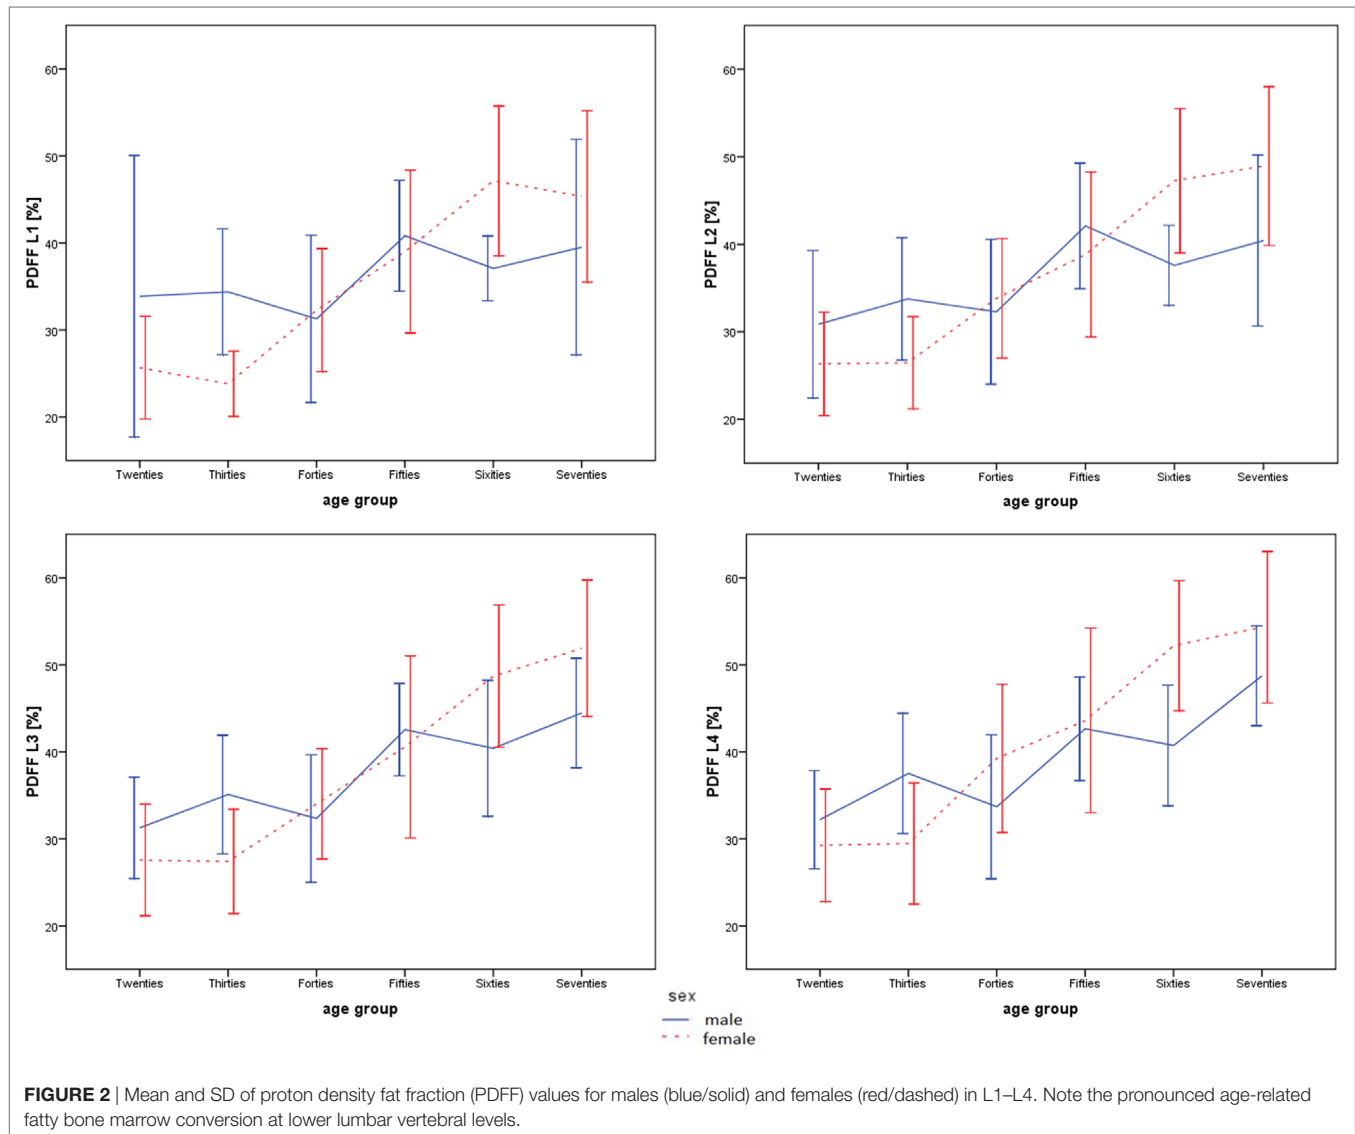 60
50
40
30
20
PDFF L1 [%]
Twenties Thirties Forties Fifties Sixities Seventies
age group
60
50
40
30
20
PDFF L2 [%]
Twenties Thirties Forties Fifties Sixties Seventies
age group
60
50
40
30
20
PDFF L3 [%]
Twenties Thirties Forties Fifties Sixties Seventies
age group
60
50
40
30
20
PDFF L4 [%]
Twenties Thirties Forties Fifties Sixties Seventies
age group
sex
male
female
FIGURE 2 | Mean and SD of proton density fat fraction (PDFF) values for males (blue/solid) and females (red/dashed) in L1–L4. Note the pronounced age-related
fatty bone marrow conversion at lower lumbar vertebral levels.